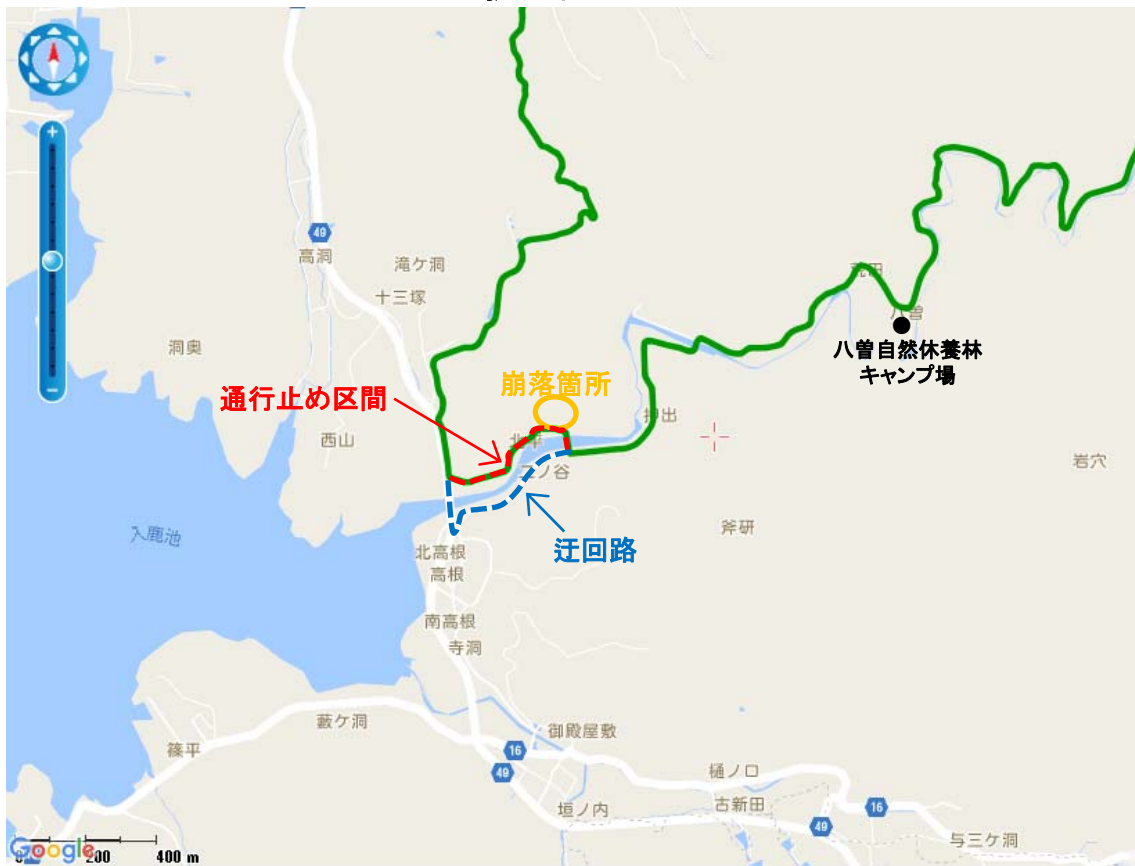 49
高洞
滝ケ洞
十三塚
洞奥
荒田
八曽
八曽自然休養林
キャンプ場
崩落箇所
通行止め区間
西山
北平
押出
岩穴
入鹿池
斧研
迂回路
北高根
高根
南高根
寺洞
藪ケ洞
篠平
御殿屋敷
16
49
樋ノ口
古新田
垣ノ内
16
49
与三ケ洞
Google
200
400 m